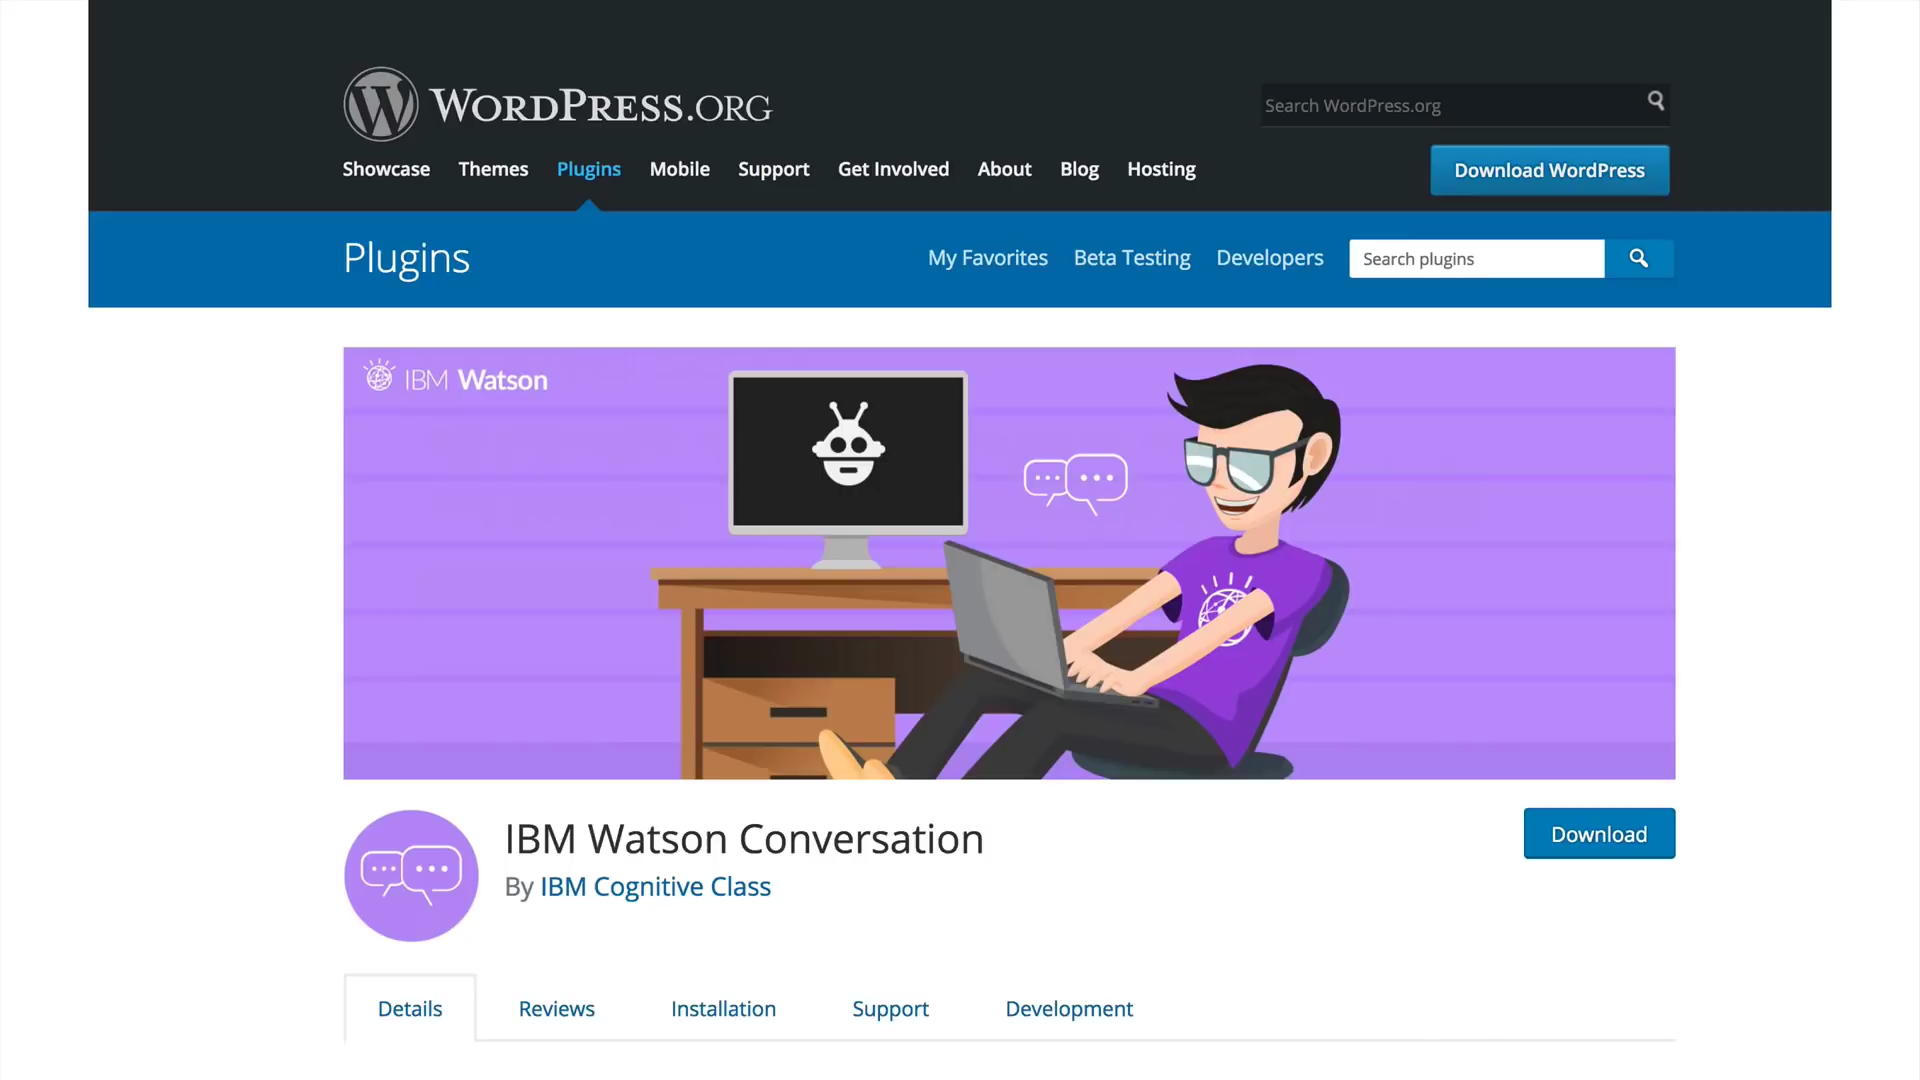 WORDPRESS.ORG
Search WordPress.org
Showcase Themes Plugins Mobile Support Get Involved About Blog Hosting
Download WordPress
Plugins
My Favorites Beta Testing Developers Search plugins
IBM Watson
IBM Watson Conversation
Download
By IBM Cognitive Class
Details Reviews Installation Support Development